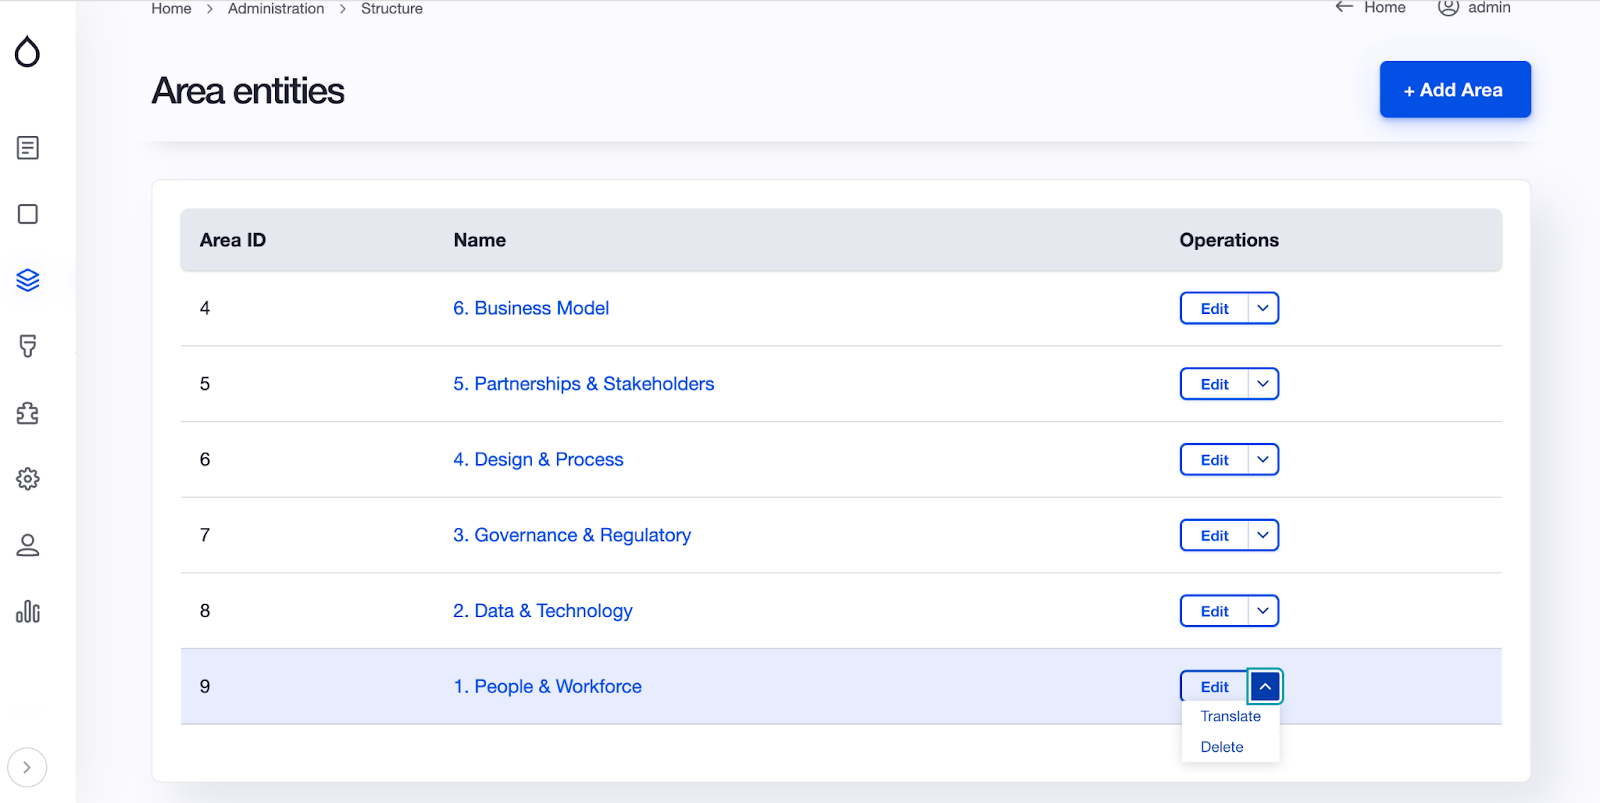 Home > Administration > Structure
← Home admin
Area entities
+ Add Area
Area ID Name Operations
4 6. Business Model Edit
5 5. Partnerships & Stakeholders Edit
6 4. Design & Process Edit
7 3. Governance & Regulatory Edit
8 2. Data & Technology Edit
9 1. People & Workforce Edit
Translate
Delete